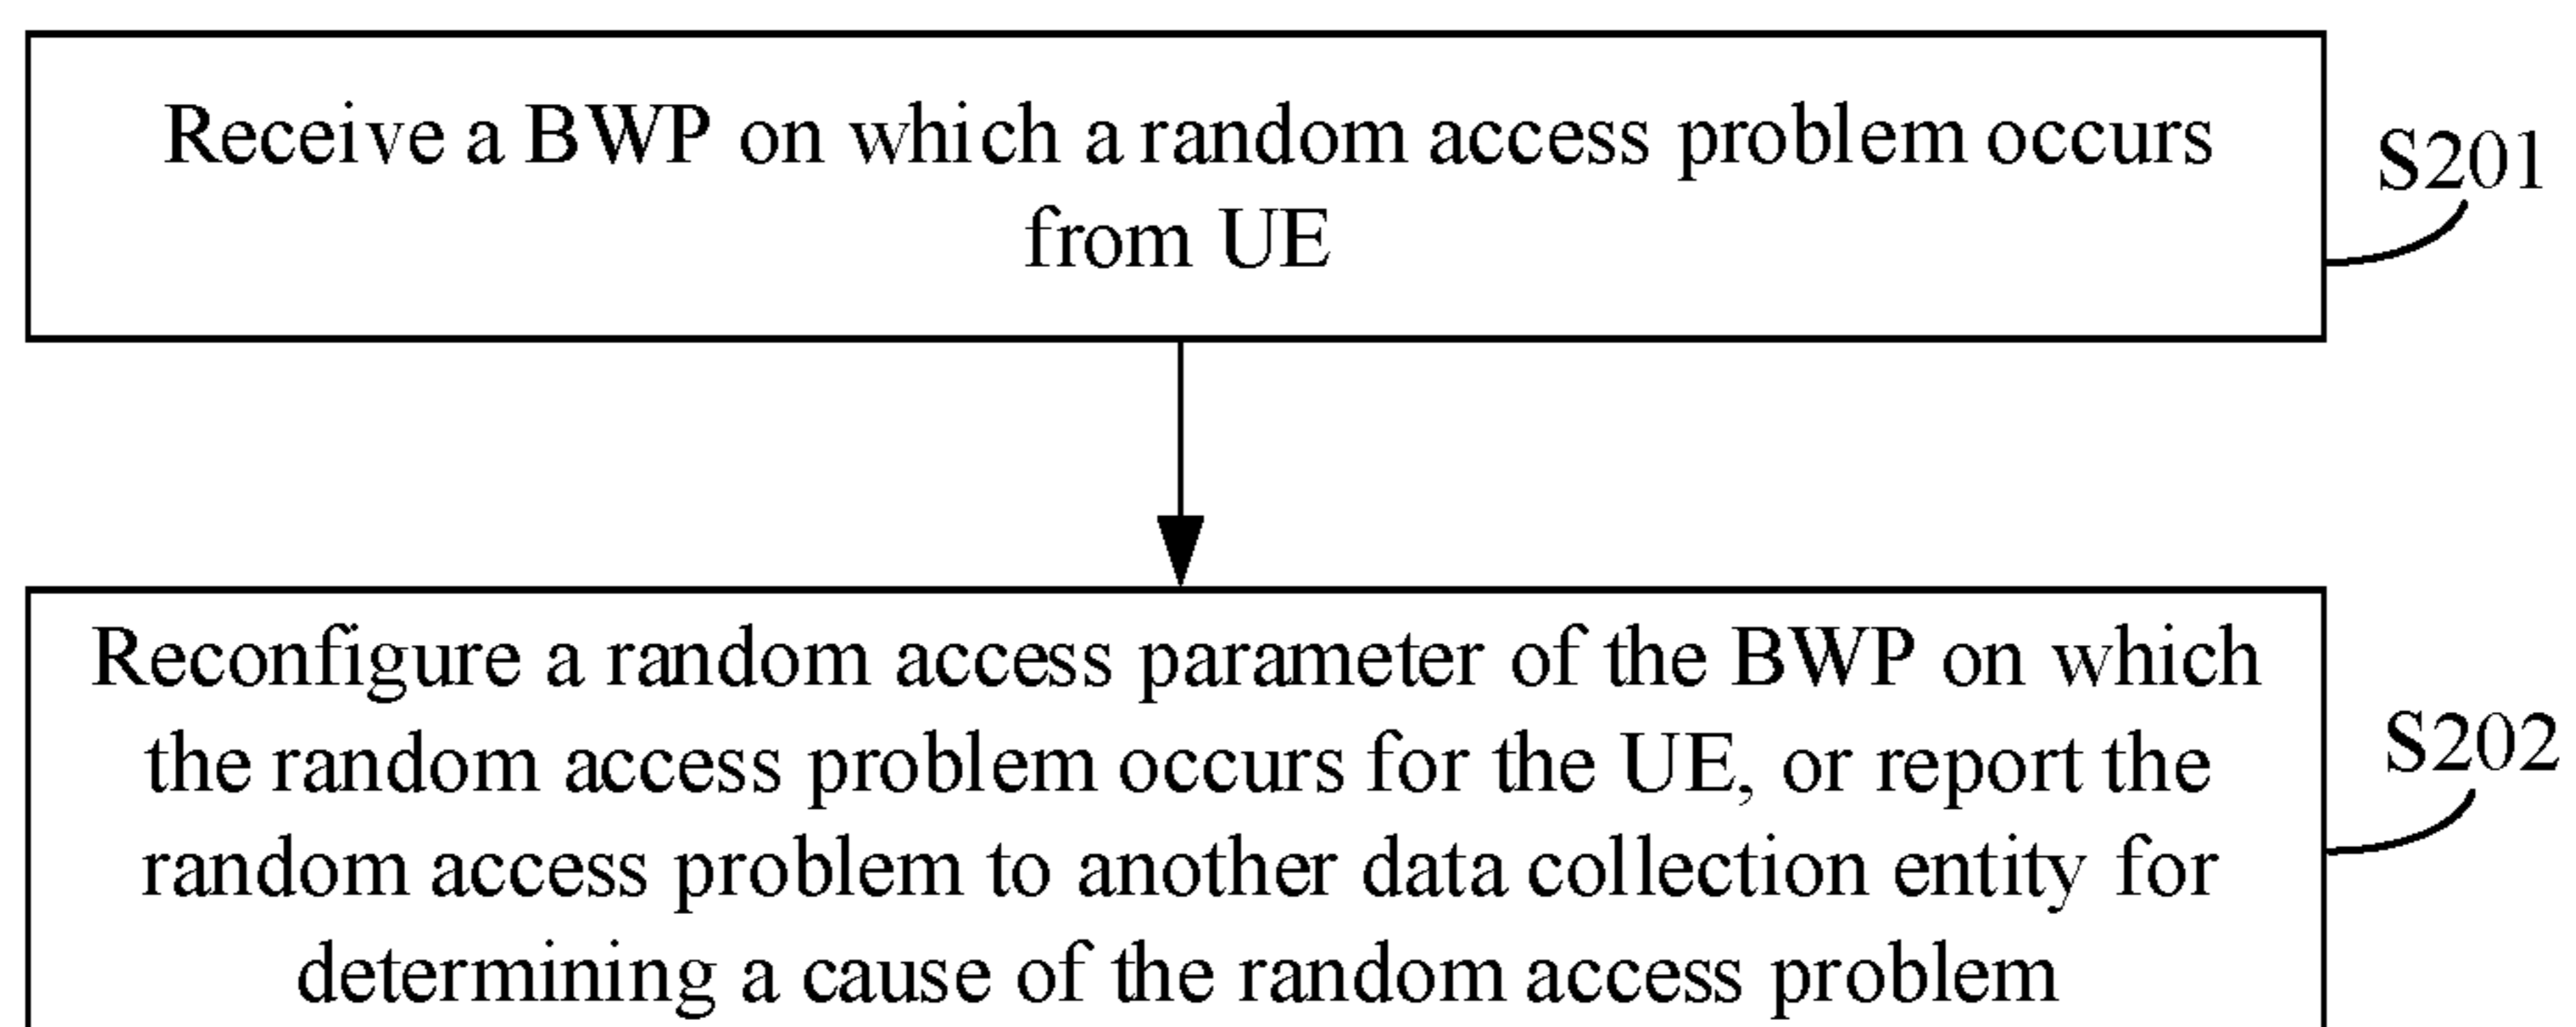 Receive a BWP on which a random access problem occurs
from UE
S201
Reconfigure a random access parameter of the BWP on which
the random access problem occurs for the UE, or report the
random access problem to another data collection entity for
determining a cause of the random access problem
S202